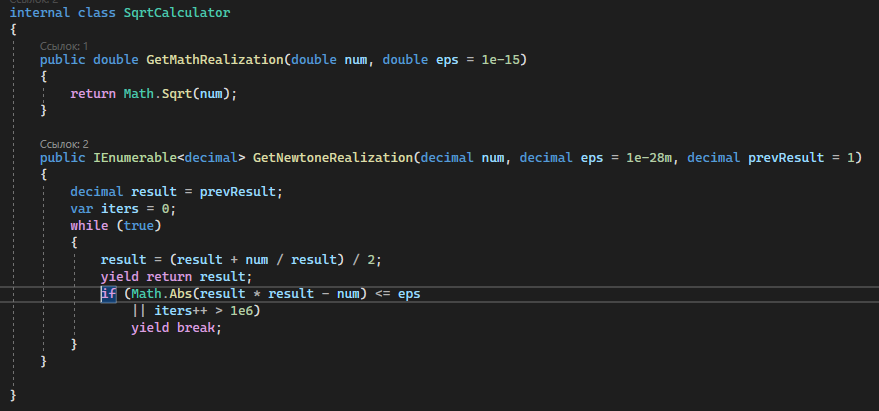 Ссылок: 2
internal class SqrtCalculator
{
Ссылок: 1
public double GetMathRealization(double num, double eps = 1e-15)
{
return Math.Sqrt(num);
}
Ссылок: 2
public IEnumerable<decimal> GetNewtoneRealization(decimal num, decimal eps = 1e-28m, decimal prevResult = 1)
{
decimal result = prevResult;
var iters = 0;
while (true)
{
result = (result + num / result) / 2;
yield return result;
if (Math.Abs(result * result - num) <= eps
|| iters++ > 1e6)
yield break;
}
}
}